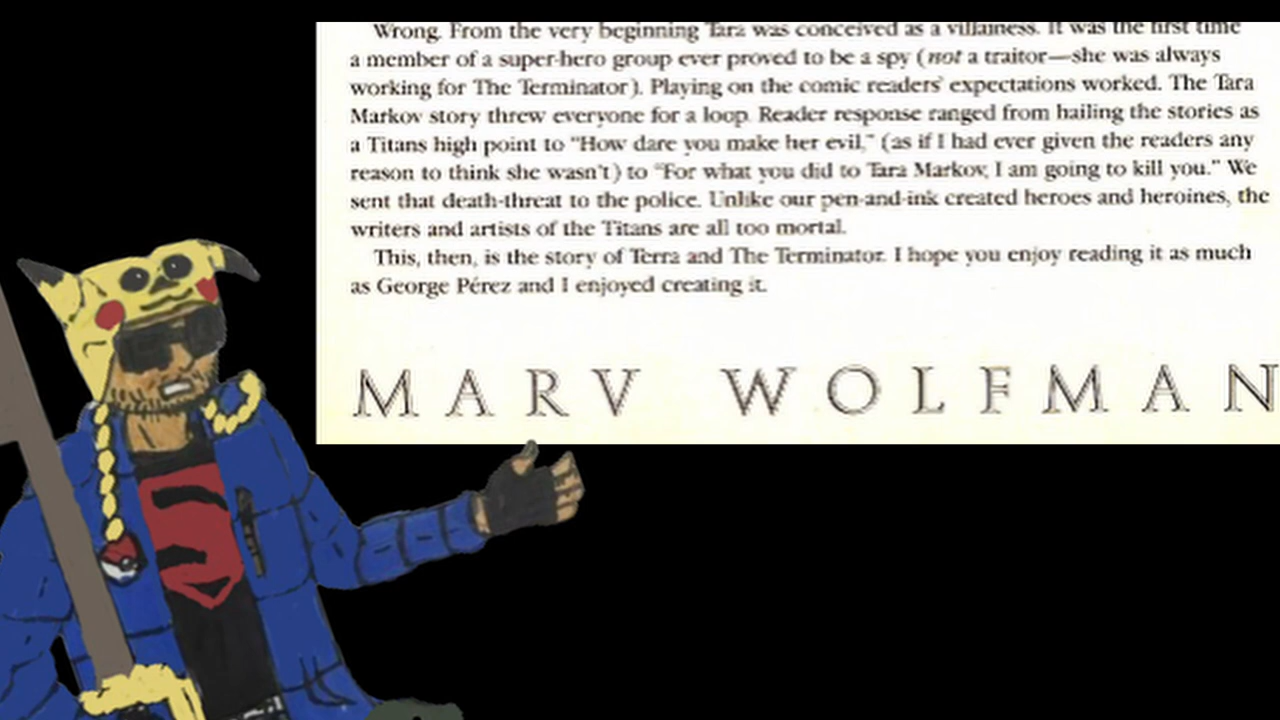 Wrong. From the very beginning Tara was conceived as a villainess. It was the first time
a member of a super-hero group ever proved to be a spy (not a traitor—she was always
working for The Terminator). Playing on the comic readers' expectations worked. The Tara
Markov story threw everyone for a loop. Reader response ranged from hailing the stories as
a Titans high point to "How dare you make her evil," (as if I had ever given the readers any
reason to think she wasn't) to "For what you did to Tara Markov, I am going to kill you." We
sent that death-threat to the police. Unlike our pen-and-ink created heroes and heroines, the
writers and artists of the Titans are all too mortal.
This, then, is the story of Terra and The Terminator. I hope you enjoy reading it as much
as George Pérez and I enjoyed creating it.
MARV WOLFMAN